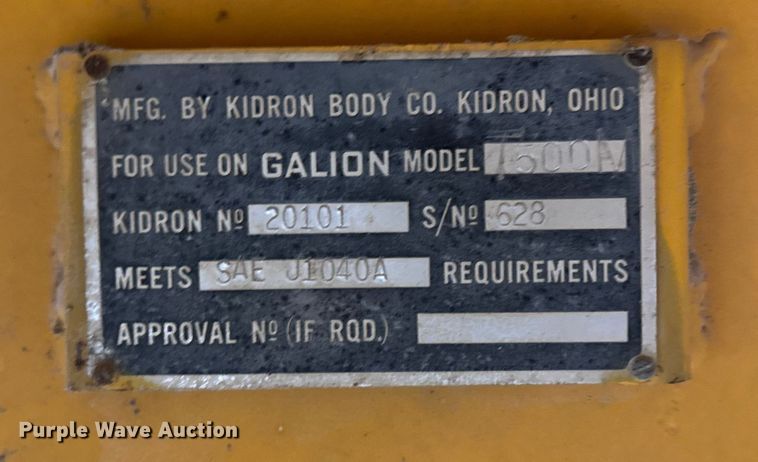 MFG. BY KIDRON BODY CO. KIDRON, OHIO
FOR USE ON GALION MODEL T500A
KIDRON Nº 20101 S/Nº 628
MEETS SAE J1040A REQUIREMENTS
APPROVAL Nº (IF RQD.)
Purple Wave Auction